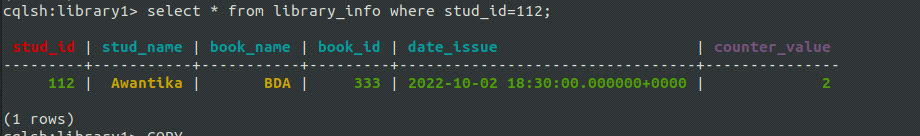 cqlsh:library1> select * from library_info where stud_id=112;
 stud_id | stud_name | book_name | book_id | date_issue                      | counter_value
---------+-----------+-----------+---------+---------------------------------+---------------
     112 |  Awantika |       BDA |     333 | 2022-10-02 18:30:00.000000+0000 |             2
(1 rows)
cqlsh:library1> COPY